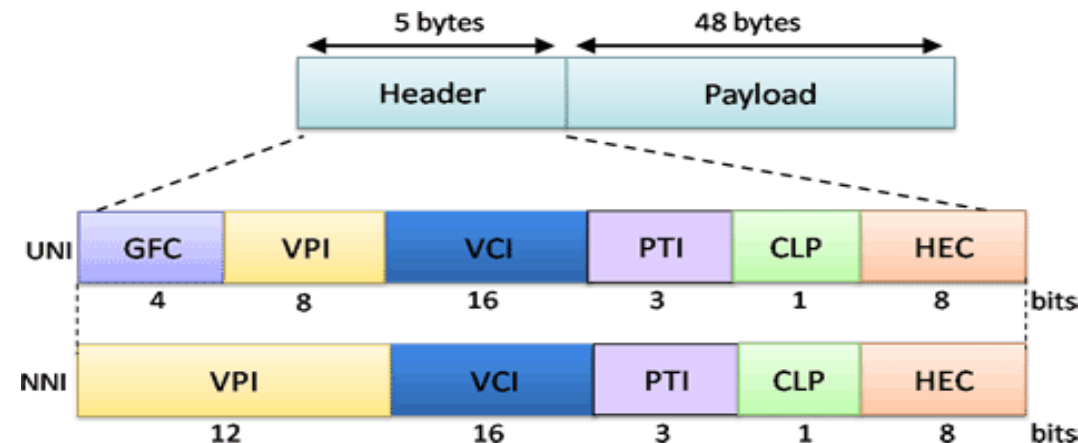 5 bytes 48 bytes
Header Payload
UNI GFC VPI VCI PTI CLP HEC
4 8 16 3 1 8 bits
NNI VPI VCI PTI CLP HEC
12 16 3 1 8 bits